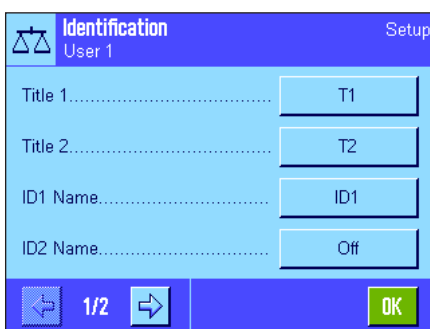 Identification
Setup
User 1
Title 1.................................... T1
Title 2.................................... T2
ID1 Name.............................. ID1
ID2 Name.............................. Off
1/2
OK